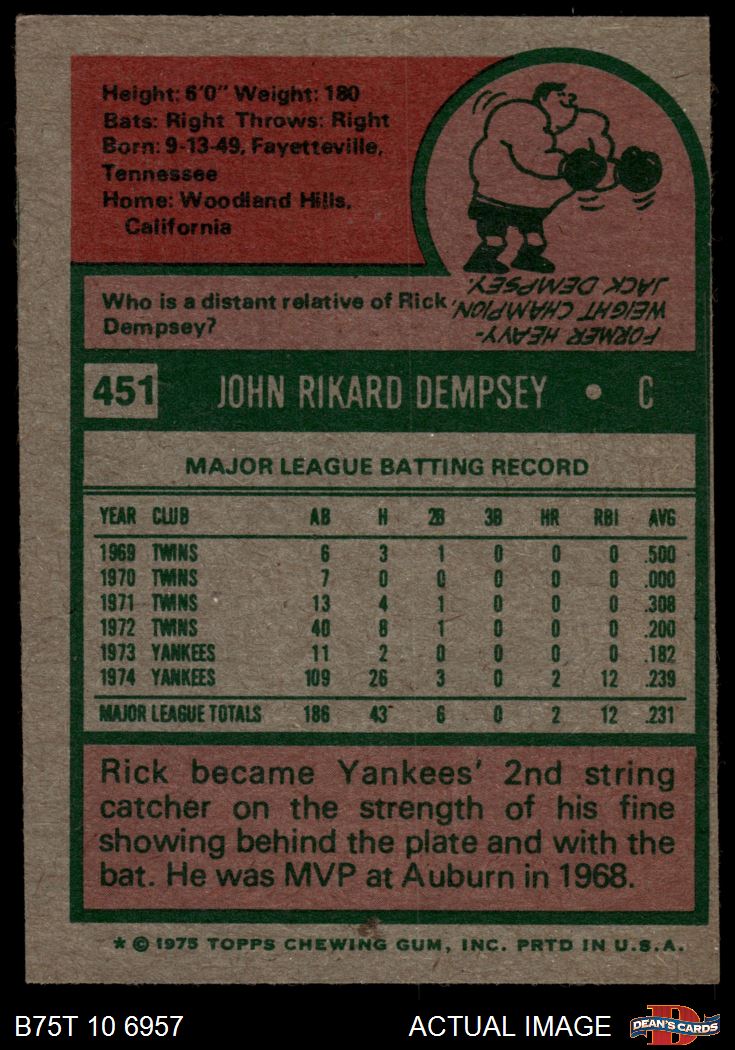 Height: 6'0" Weight: 180
Bats: Right Throws: Right
Born: 9-13-49, Fayetteville,
Tennessee
Home: Woodland Hills,
California
Who is a distant relative of Rick
Dempsey?
FORMER HEAVY-
WEIGHT CHAMPION,
JACK DEMPSEY.
451 JOHN RIKARD DEMPSEY • C
MAJOR LEAGUE BATTING RECORD
YEAR CLUB AB H 2B 3B HR RBI AVG
1969 TWINS 6 3 1 0 0 0 .500
1970 TWINS 7 0 0 0 0 0 .000
1971 TWINS 13 4 1 0 0 0 .308
1972 TWINS 40 8 1 0 0 0 .200
1973 YANKEES 11 2 0 0 0 0 .182
1974 YANKEES 109 26 3 0 2 12 .239
MAJOR LEAGUE TOTALS 186 43 6 0 2 12 .231
Rick became Yankees' 2nd string
catcher on the strength of his fine
showing behind the plate and with the
bat. He was MVP at Auburn in 1968.
* © 1975 TOPPS CHEWING GUM, INC. PRTD IN U.S.A.
B75T 10 6957 ACTUAL IMAGE D DEAN'S CARDS